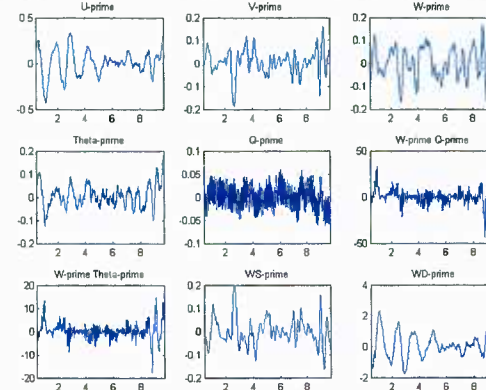 U-prime V-prime W-prime
0.5 0.2 0.2
0.1 0.1
0 0 0
-0.1 -0.1
-0.5 -0.2 -0.2
2 4 6 8 2 4 6 8 2 4 6 8
Theta-prime Q-prime W-prime Q-prime
0.2 0.1 50
0.1 0.05
0 0 0
-0.1 -0.05
-0.2 -0.1 -50
2 4 6 8 2 4 6 8 2 4 6 8
W-prime Theta-prime WS-prime WD-prime
20 0.2 4
10 0.1 2
0 0 0
-10 -0.1
-20 -0.2 -2
2 4 6 8 2 4 6 8 2 4 6 8